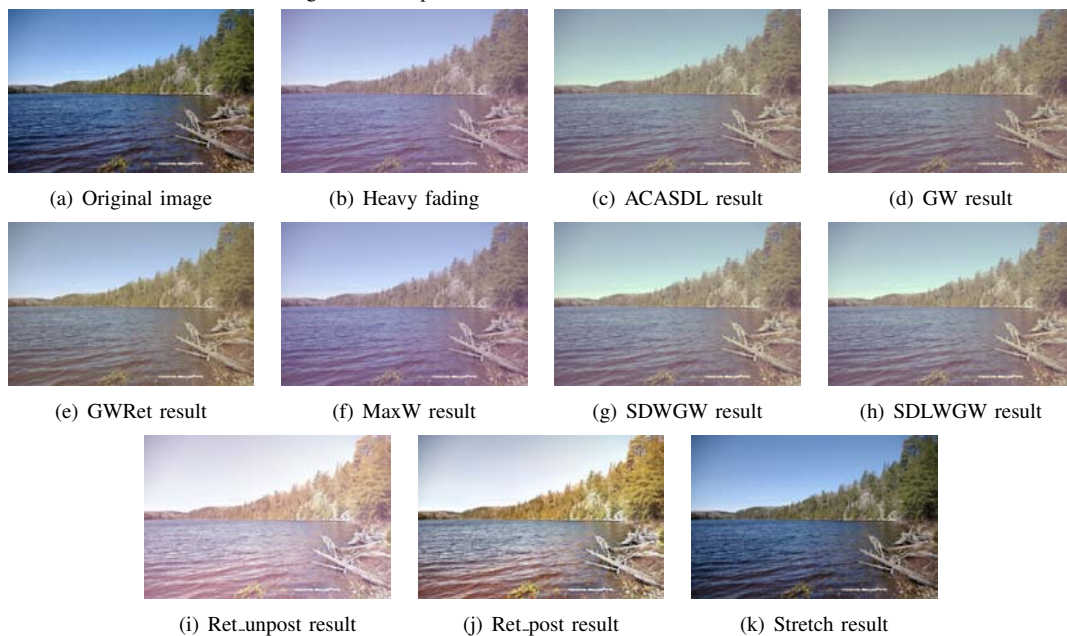 (a) Original image
(b) Heavy fading
(c) ACASDL result
(d) GW result
(e) GWRet result
(f) MaxW result
(g) SDWGW result
(h) SDLWGW result
(i) Ret_unpost result
(j) Ret_post result
(k) Stretch result